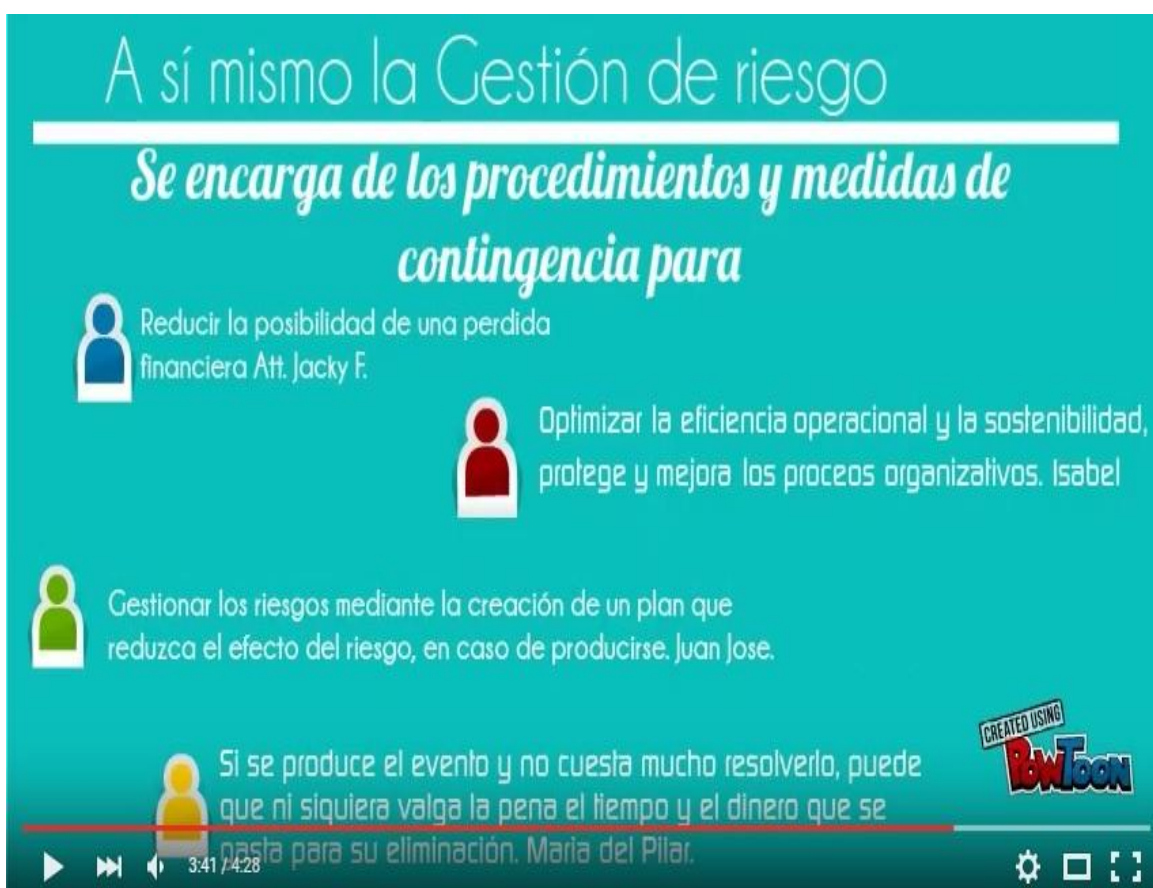 A sí mismo la Gestión de riesgo
Se encarga de los procedimientos y medidas de
contingencia para
Reducir la posibilidad de una perdida
financiera Att. Jacky F.
Optimizar la eficiencia operacional y la sostenibilidad,
protege y mejora los proceos organizativos. Isabel
Gestionar los riesgos mediante la creación de un plan que
reduzca el efecto del riesgo, en caso de producirse. Juan Jose.
Si se produce el evento y no cuesta mucho resolverlo, puede
que ni siquiera valga la pena el tiempo y el dinero que se
gasta para su eliminación. Maria del Pilar.
CREATED USING
POWTOON
3:41 / 4:28